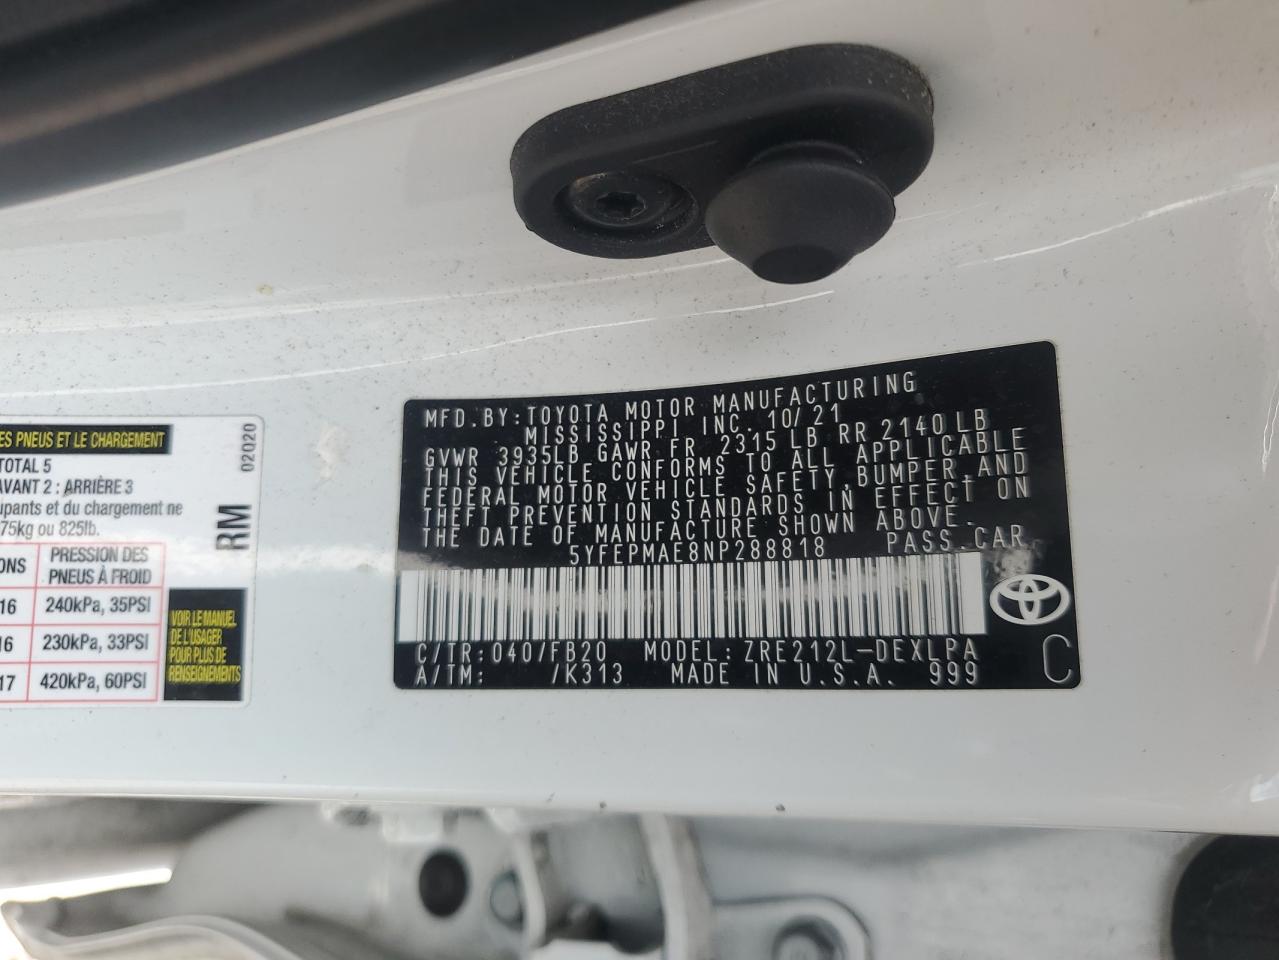 ES PNEUS ET LE CHARGEMENT
TOTAL 5
AVANT 2 : ARRIÈRE 3
upants et du chargement ne
75kg ou 825lb.
ONS
PRESSION DES
PNEUS À FROID
16
240kPa, 35PSI
16
230kPa, 33PSI
17
420kPa, 60PSI
02020
RM
VOIR LE MANUEL
DE L'USAGER
POUR PLUS DE
RENSEIGNEMENTS
MFD.BY:TOYOTA MOTOR MANUFACTURING
MISSISSIPPI INC. 10/21
GVWR 3935LB GAWR FR 2315LB RR 2140LB
THIS VEHICLE CONFORMS TO ALL APPLICABLE
FEDERAL MOTOR VEHICLE SAFETY,BUMPER,AND
THEFT PREVENTION STANDARDS IN EFFECT ON
THE DATE OF MANUFACTURE SHOWN ABOVE.
5YFEPMAE8NP288818 PASS.CAR
C/TR:040/FB20 MODEL:ZRE212L-DEXLPA
A/TM: /K313 MADE IN U.S.A. 999
C